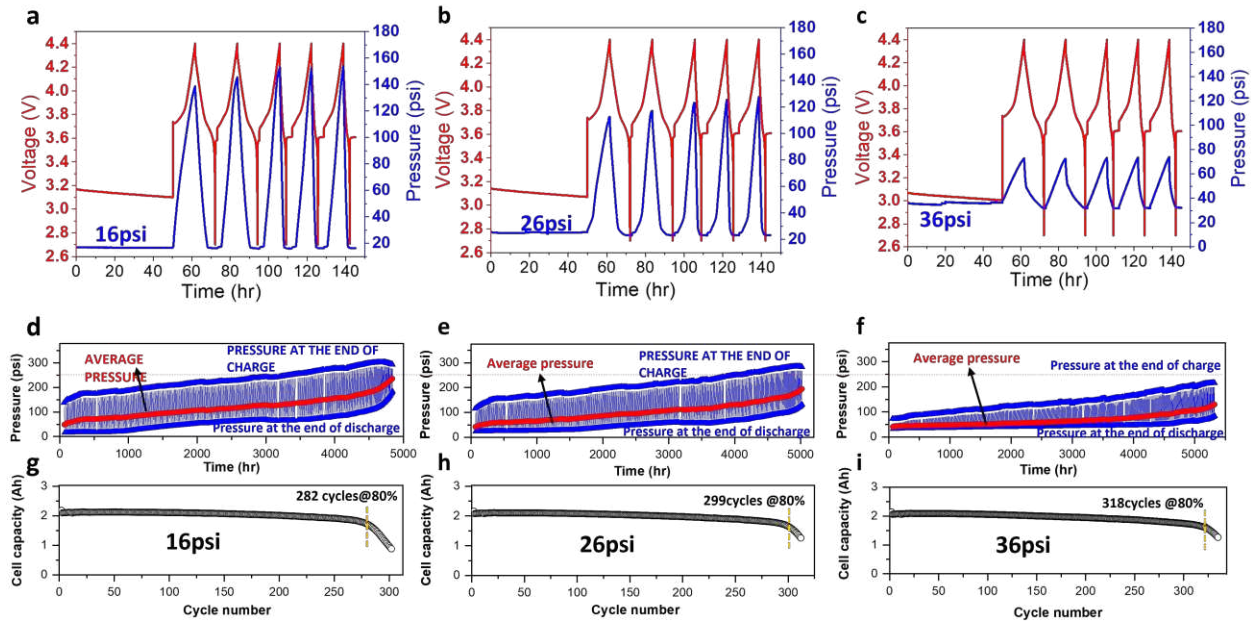 a
b
c
Voltage (V)
4.4
4.2
4.0
3.8
3.6
3.4
3.2
3.0
2.8
2.6
180
160
140
120
100
80
60
40
20
Pressure (psi)
16psi
0 20 40 60 80 100 120 140
Time (hr)
Voltage (V)
4.4
4.2
4.0
3.8
3.6
3.4
3.2
3.0
2.8
2.6
180
160
140
120
100
80
60
40
20
Pressure (psi)
26psi
0 20 40 60 80 100 120 140
Time (hr)
Voltage (V)
4.4
4.2
4.0
3.8
3.6
3.4
3.2
3.0
2.8
2.6
180
160
140
120
100
80
60
40
20
0
Pressure (psi)
36psi
0 20 40 60 80 100 120 140
Time (hr)
d
e
f
Pressure (psi)
300
200
100
0
AVERAGE
PRESSURE
PRESSURE AT THE END OF
CHARGE
Pressure at the end of discharge
0 1000 2000 3000 4000 5000
Time (hr)
Pressure (psi)
300
200
100
0
Average pressure
PRESSURE AT THE END OF
CHARGE
Pressure at the end of discharge
0 1000 2000 3000 4000 5000
Time (hr)
Pressure (psi)
300
200
100
0
Average pressure
Pressure at the end of charge
Pressure at the end of discharge
0 1000 2000 3000 4000 5000
Time (hr)
g
h
i
Cell capacity (Ah)
3
2
1
0
282 cycles@80%
16psi
0 50 100 150 200 250 300
Cycle number
Cell capacity (Ah)
3
2
1
0
299cycles @80%
26psi
0 50 100 150 200 250 300
Cycle number
Cell capacity (Ah)
3
2
1
0
318cycles @80%
36psi
0 50 100 150 200 250 300
Cycle number